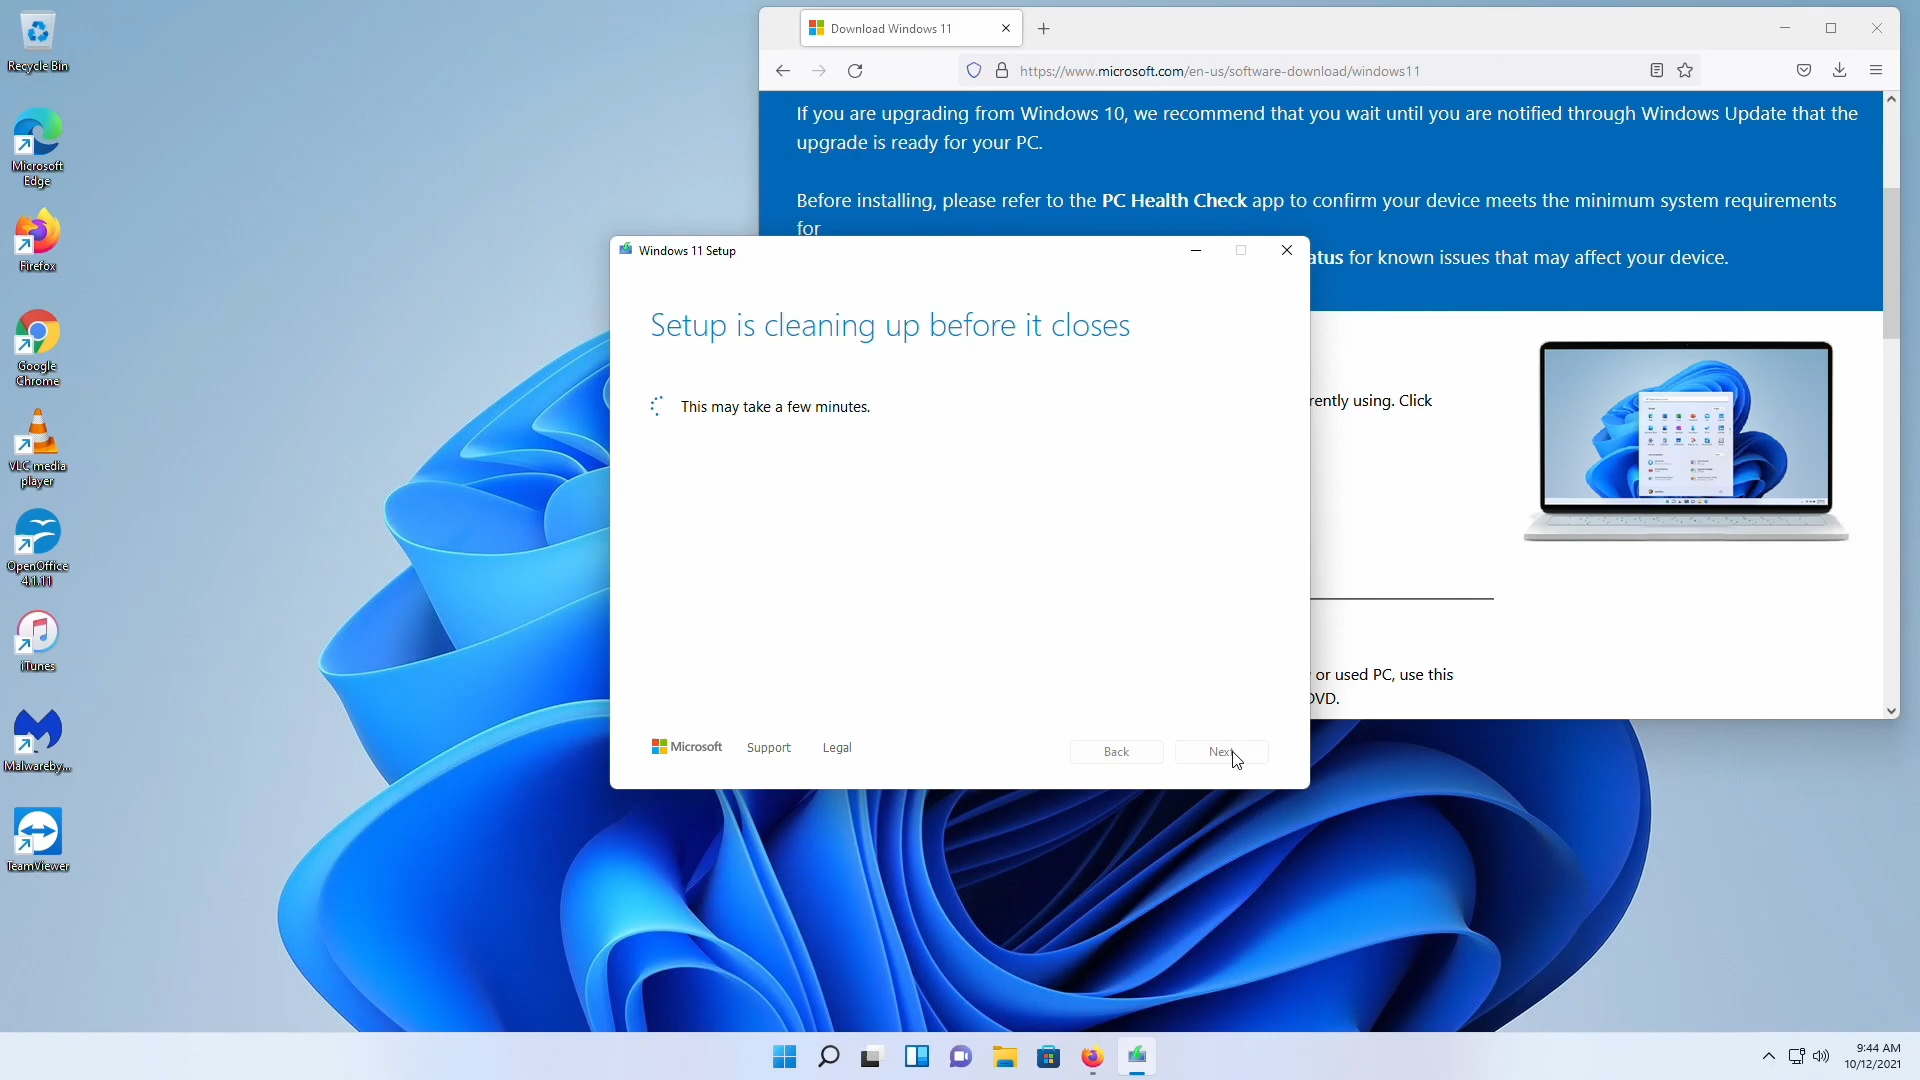 Recycle Bin
Microsoft
Edge
Firefox
Google
Chrome
VLC media
player
OpenOffice
4.1.11
iTunes
Malwareby...
TeamViewer
Download Windows 11
https://www.microsoft.com/en-us/software-download/windows11
If you are upgrading from Windows 10, we recommend that you wait until you are notified through Windows Update that the
upgrade is ready for your PC.
Before installing, please refer to the PC Health Check app to confirm your device meets the minimum system requirements
for
atus for known issues that may affect your device.
rently using. Click
or used PC, use this
DVD.
Windows 11 Setup
Setup is cleaning up before it closes
This may take a few minutes.
Microsoft
Support
Legal
Back
Next
9:44 AM
10/12/2021